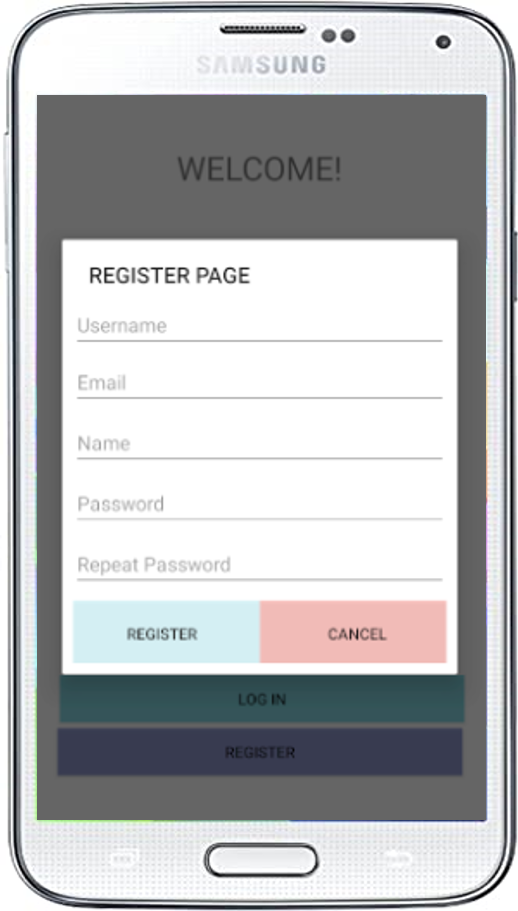 SAMSUNG
WELCOME!
REGISTER PAGE
Username
Email
Name
Password
Repeat Password
REGISTER CANCEL
LOG IN
REGISTER